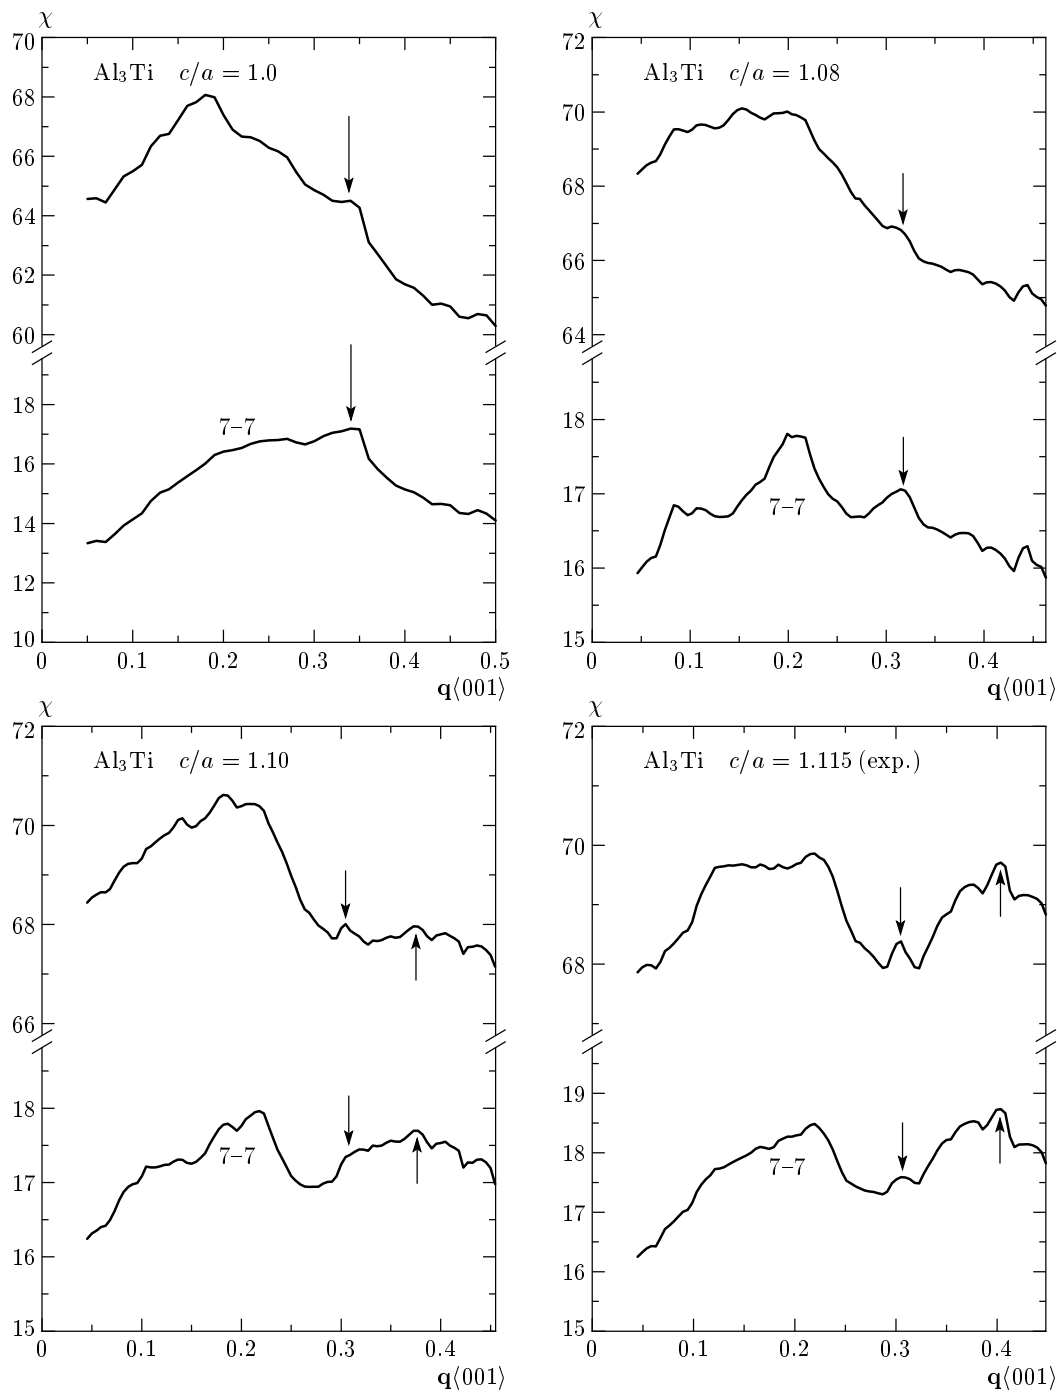 χ
70
Al₃Ti c/a = 1.0
68
66
64
62
60
18
7–7
16
14
12
10
0 0.1 0.2 0.3 0.4 0.5
q⟨001⟩
χ
72
Al₃Ti c/a = 1.08
70
68
66
64
18
17
7–7
16
15
0 0.1 0.2 0.3 0.4
q⟨001⟩
χ
72
Al₃Ti c/a = 1.10
70
68
66
18
7–7
17
16
15
0 0.1 0.2 0.3 0.4
q⟨001⟩
χ
72
Al₃Ti c/a = 1.115 (exp.)
70
68
19
18
7–7
17
16
15
0 0.1 0.2 0.3 0.4
q⟨001⟩